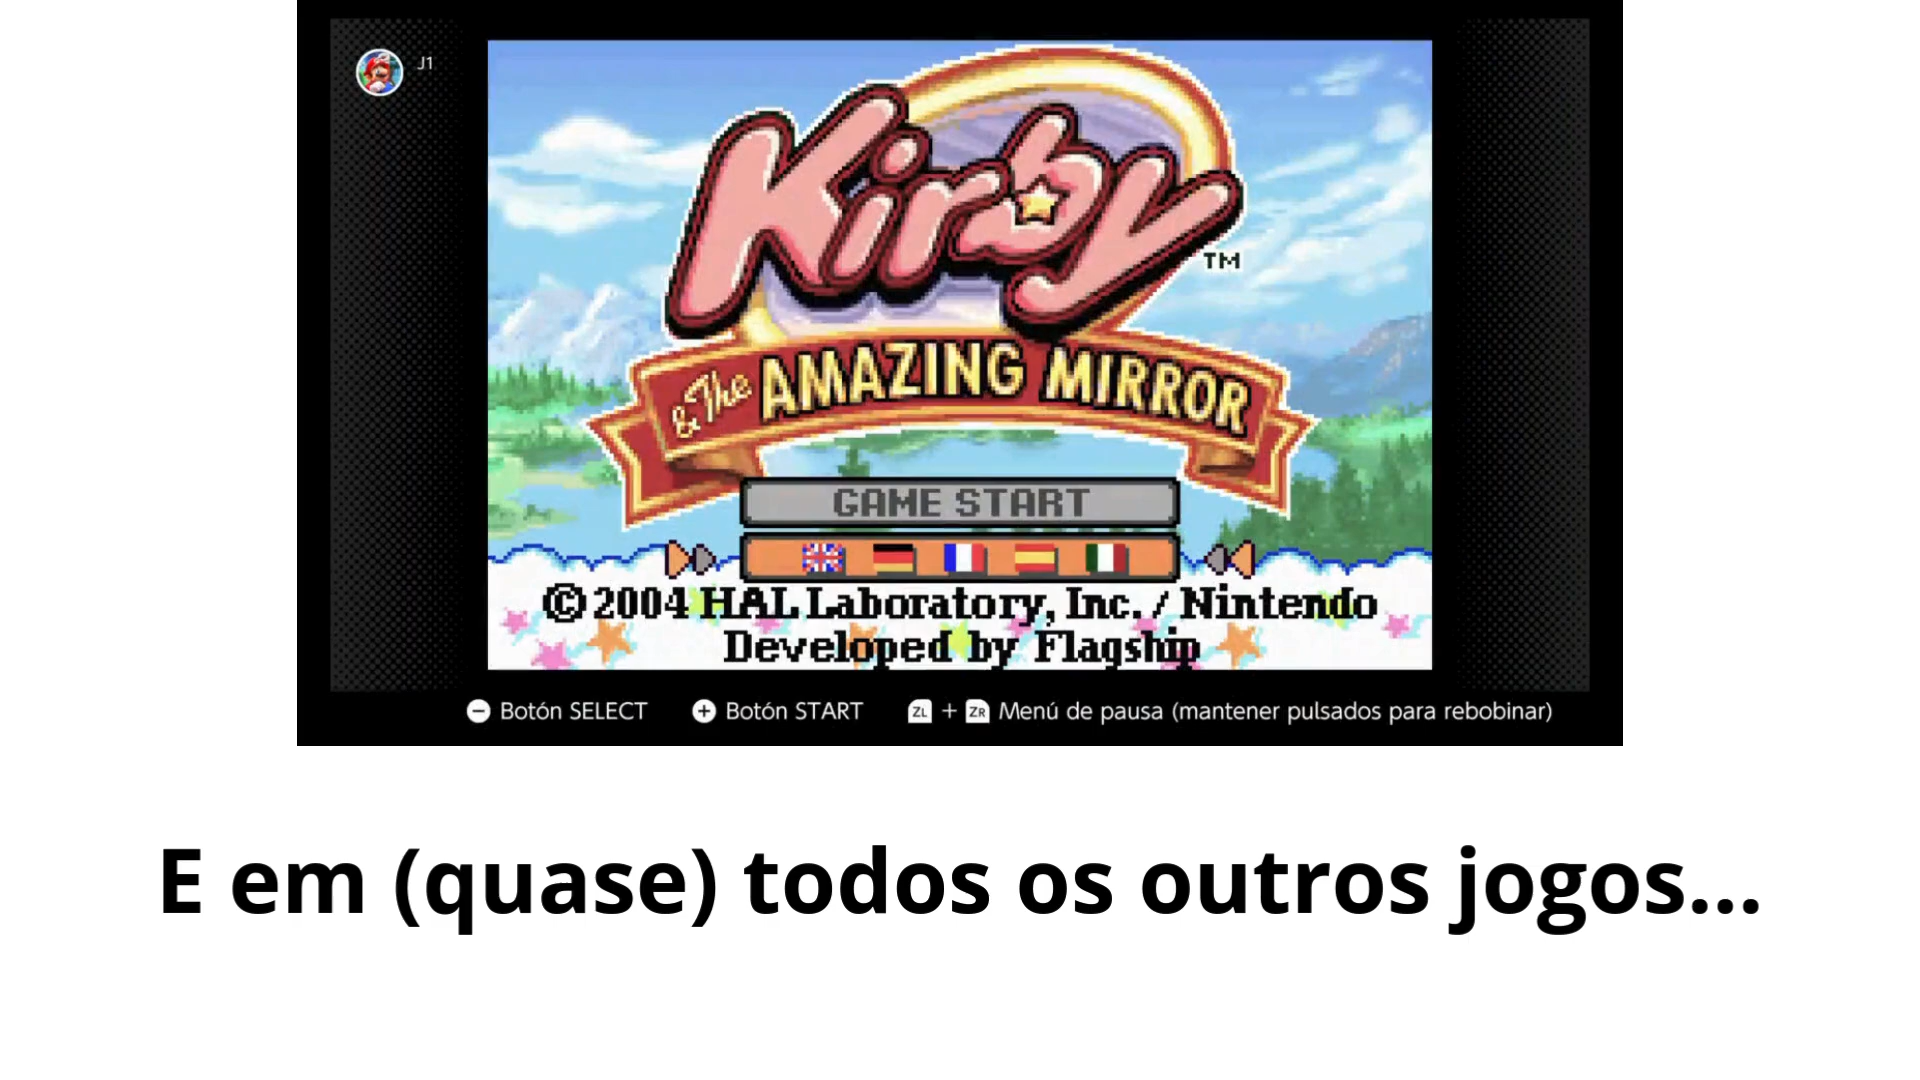 J1
Kirby
TM
& The AMAZING MIRROR
GAME START
© 2004 HAL Laboratory, Inc. / Nintendo
Developed by Flagship
Botón SELECT Botón START ZL + ZR Menú de pausa (mantener pulsados para rebobinar)
E em (quase) todos os outros jogos...